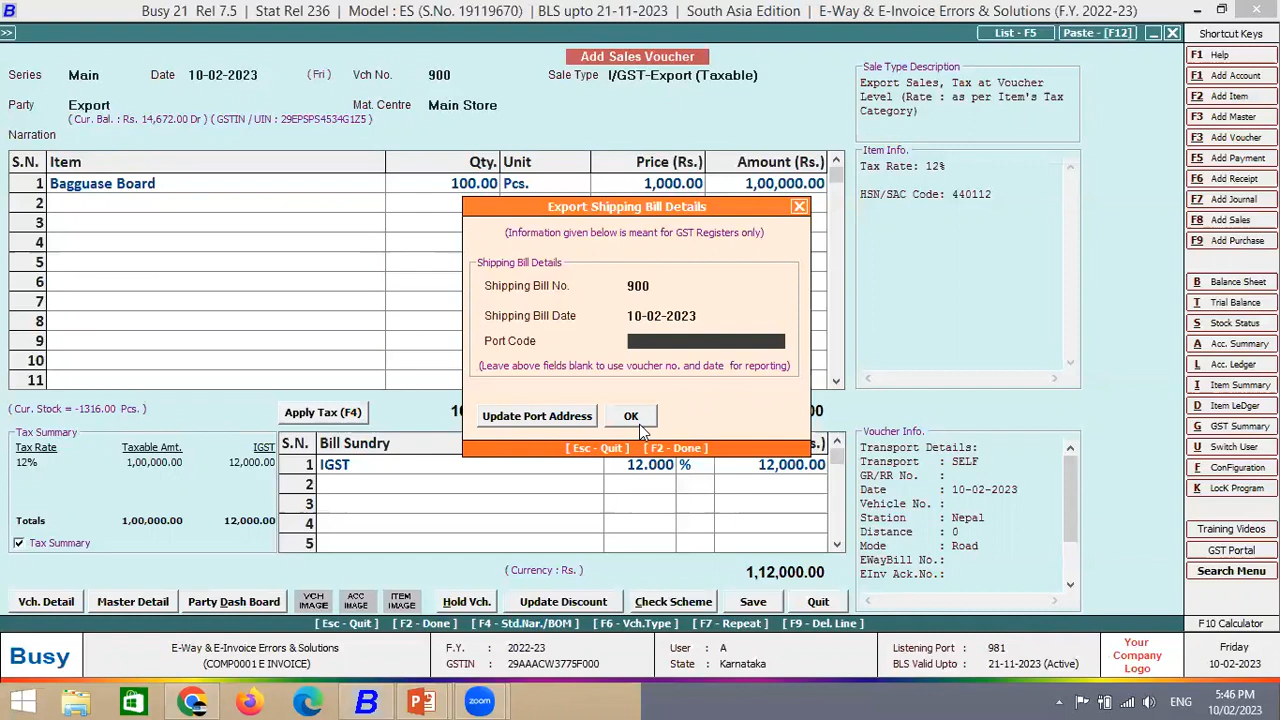 Busy 21 Rel 7.5 | Stat Rel 236 | Model : ES (S.No. 19119670) | BLS upto 21-11-2023 | South Asia Edition | E-Way & E-Invoice Errors & Solutions (F.Y. 2022-23)
>> List - F5 Paste - [F12] Shortcut Keys
Add Sales Voucher
Series Main Date 10-02-2023 (Fri) Vch No. 900 Sale Type I/GST-Export (Taxable)
Party Export Mat. Centre Main Store
( Cur. Bal. : Rs. 14,672.00 Dr ) ( GSTIN / UIN : 29EPSPS4534G1Z5 )
Narration
Sale Type Description
Export Sales, Tax at Voucher
Level (Rate : as per Item's Tax
Category)
S.N. Item Qty. Unit Price (Rs.) Amount (Rs.)
1 Bagguase Board 100.00 Pcs. 1,000.00 1,00,000.00
2
3
4
5
6
7
8
9
10
11
Item Info.
Tax Rate: 12%
HSN/SAC Code: 440112
Export Shipping Bill Details
(Information given below is meant for GST Registers only)
Shipping Bill Details
Shipping Bill No. 900
Shipping Bill Date 10-02-2023
Port Code
(Leave above fields blank to use voucher no. and date for reporting)
Update Port Address OK
[ Esc - Quit ] [ F2 - Done ]
( Cur. Stock = -1316.00 Pcs. ) Apply Tax (F4)
Tax Summary
Tax Rate Taxable Amt. IGST
12% 1,00,000.00 12,000.00
Totals 1,00,000.00 12,000.00
Tax Summary
S.N. Bill Sundry
1 IGST 12.000 % 12,000.00
2
3
4
5
( Currency : Rs. ) 1,12,000.00
Voucher Info.
Transport Details:
Transport : SELF
GR/RR No. :
Date : 10-02-2023
Vehicle No. :
Station : Nepal
Distance : 0
Mode : Road
EWayBill No.:
EInv Ack.No.:
Vch. Detail Master Detail Party Dash Board VCH IMAGE ACC IMAGE ITEM IMAGE Hold Vch. Update Discount Check Scheme Save Quit
[ Esc - Quit ] [ F2 - Done ] [ F4 - Std.Nar./BOM ] [ F6 - Vch.Type ] [ F7 - Repeat ] [ F9 - Del. Line ]
F1 Help
F1 Add Account
F2 Add Item
F3 Add Master
F3 Add Voucher
F5 Add Payment
F6 Add Receipt
F7 Add Journal
F8 Add Sales
F9 Add Purchase
B Balance Sheet
T Trial Balance
S Stock Status
A Acc. Summary
L Acc. Ledger
I Item Summary
D Item LeDger
G GST Summary
U Switch User
F ConFiguration
K LocK Program
Training Videos
GST Portal
Search Menu
F10 Calculator
Busy
E-Way & E-Invoice Errors & Solutions
(COMP0001 E INVOICE)
F.Y. : 2022-23
GSTIN : 29AAACW3775F000
User : A
State : Karnataka
Listening Port : 981
BLS Valid Upto : 21-11-2023 (Active)
Your
Company
Logo
Friday
10-02-2023
zoom
ENG
5:46 PM
10/02/2023